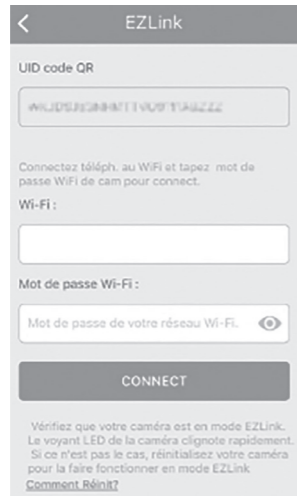 EZLink
UID code QR
Connectez téléph. au WiFi et tapez mot de
passe WiFi de cam pour connect.
Wi-Fi :
Mot de passe Wi-Fi :
Mot de passe de votre réseau Wi-Fi.
CONNECT
Vérifiez que votre caméra est en mode EZLink.
Le voyant LED de la caméra clignote rapidement.
Si ce n'est pas le cas, réinitialisez votre caméra
pour la faire fonctionner en mode EZLink
Comment Réinit?